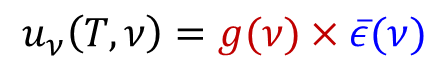 u_ν(T,ν) = g(ν) × ϵ̄(ν)